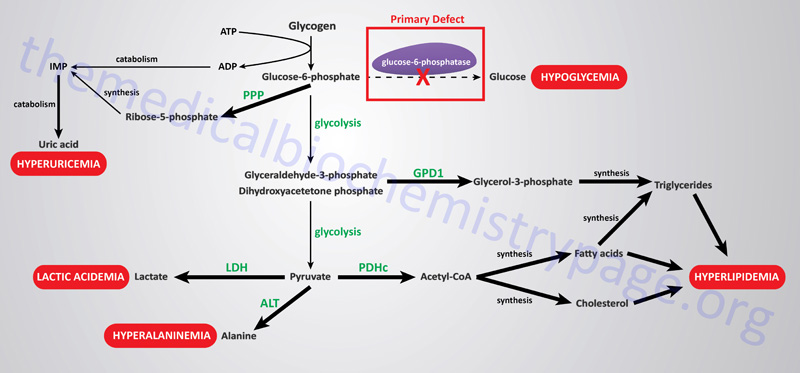 Primary Defect
Glycogen
ATP
glucose-6-phosphatase
catabolism
ADP
IMP
Glucose-6-phosphate
X
Glucose
HYPOGLYCEMIA
synthesis
PPP
catabolism
Ribose-5-phosphate
glycolysis
Uric acid
HYPERURICEMIA
Glyceraldehyde-3-phosphate
GPD1
Dihydroxyacetetone phosphate
Glycerol-3-phosphate
synthesis
Triglycerides
synthesis
glycolysis
synthesis
Fatty acids
LACTIC ACIDEMIA
Lactate
LDH
Pyruvate
PDHc
Acetyl-CoA
HYPERLIPIDEMIA
synthesis
Cholesterol
ALT
HYPERALANINEMIA
Alanine
themedicalbiochemistrypage.org